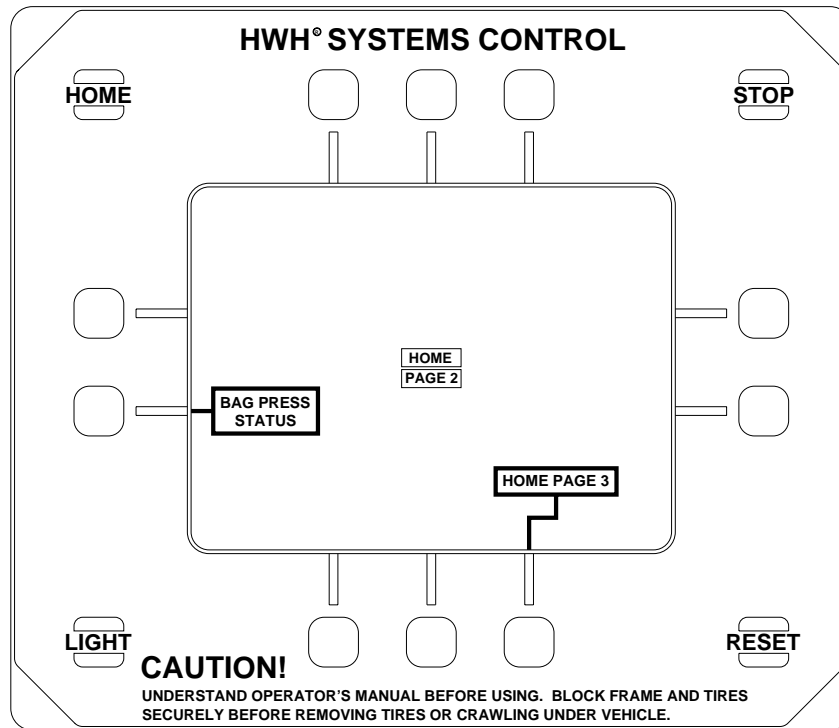 HWH® SYSTEMS CONTROL
HOME
STOP
HOME
PAGE 2
BAG PRESS
STATUS
HOME PAGE 3
LIGHT
RESET
CAUTION!
UNDERSTAND OPERATOR'S MANUAL BEFORE USING. BLOCK FRAME AND TIRES
SECURELY BEFORE REMOVING TIRES OR CRAWLING UNDER VEHICLE.